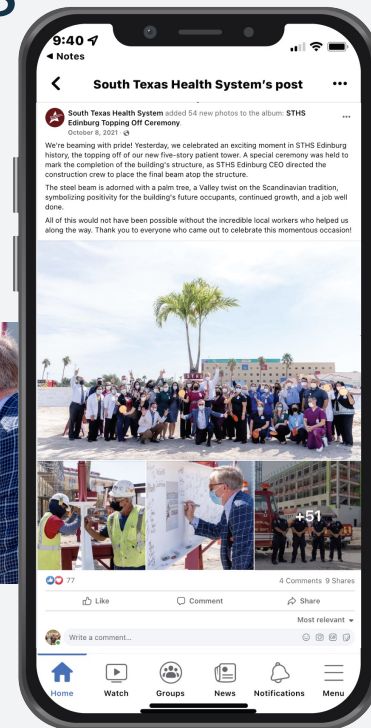 S
9:40
Notes
South Texas Health System's post
South Texas Health System added 54 new photos to the album: STHS
Edinburg Topping Off Ceremony.
October 8, 2021 ·
We're beaming with pride! Yesterday, we celebrated an exciting moment in STHS Edinburg
history, the topping off of our new five-story patient tower. A special ceremony was held to
mark the completion of the building's structure, as STHS Edinburg CEO directed the
construction crew to place the final beam atop the structure.
The steel beam is adorned with a palm tree, a Valley twist on the Scandinavian tradition,
symbolizing positivity for the building's future occupants, continued growth, and a job well
done.
All of this would not have been possible without the incredible local workers who helped us
along the way. Thank you to everyone who came out to celebrate this momentous occasion!
+51
77
4 Comments 9 Shares
Like
Comment
Share
Most relevant
Write a comment...
GIF
Home
Watch
Groups
News
Notifications
Menu